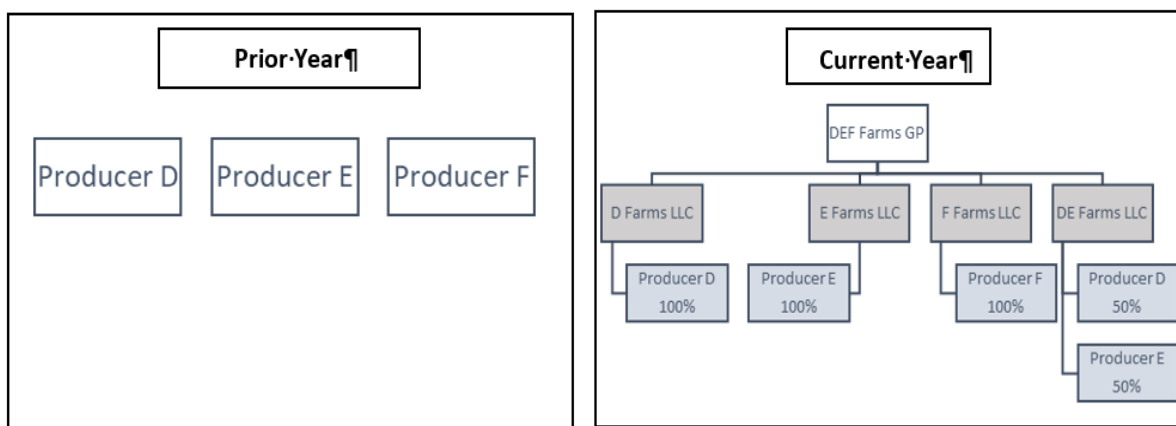 Prior·Year¶
Producer D
Producer E
Producer F
Current·Year¶
DEF Farms GP
D Farms LLC
E Farms LLC
F Farms LLC
DE Farms LLC
Producer D
100%
Producer E
100%
Producer F
100%
Producer D
50%
Producer E
50%